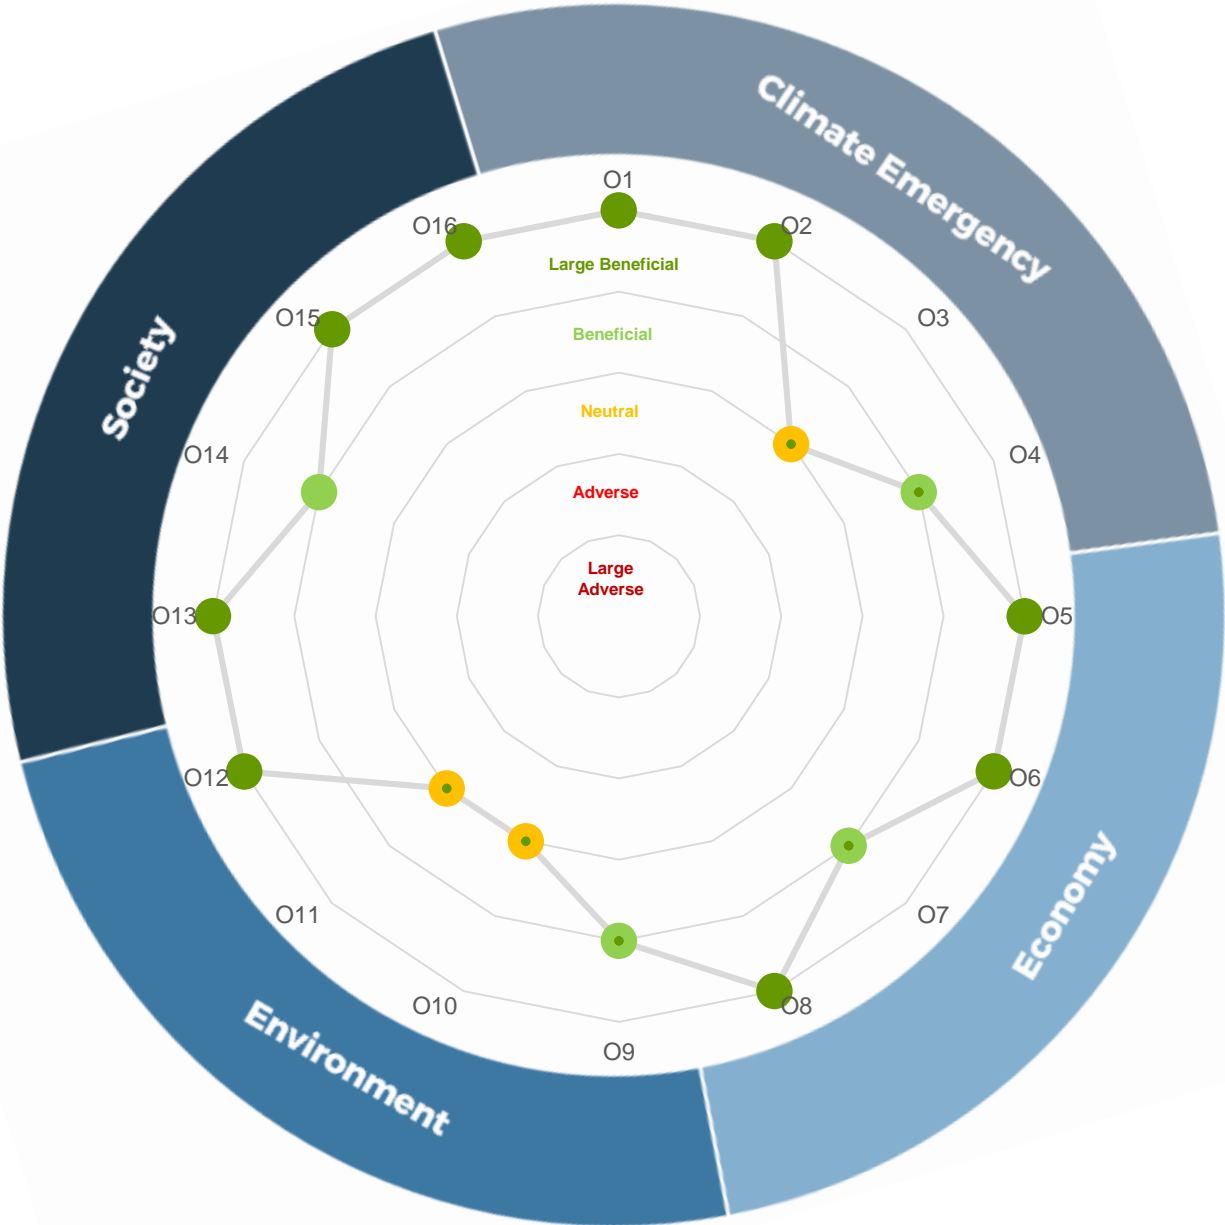 Climate Emergency
O1
O16
O2
Large Beneficial
O15
O3
Society
Beneficial
Neutral
O14
O4
Adverse
Large
Adverse
O13
O5
O12
O6
Economy
O11
O7
O10
O8
Environment
O9